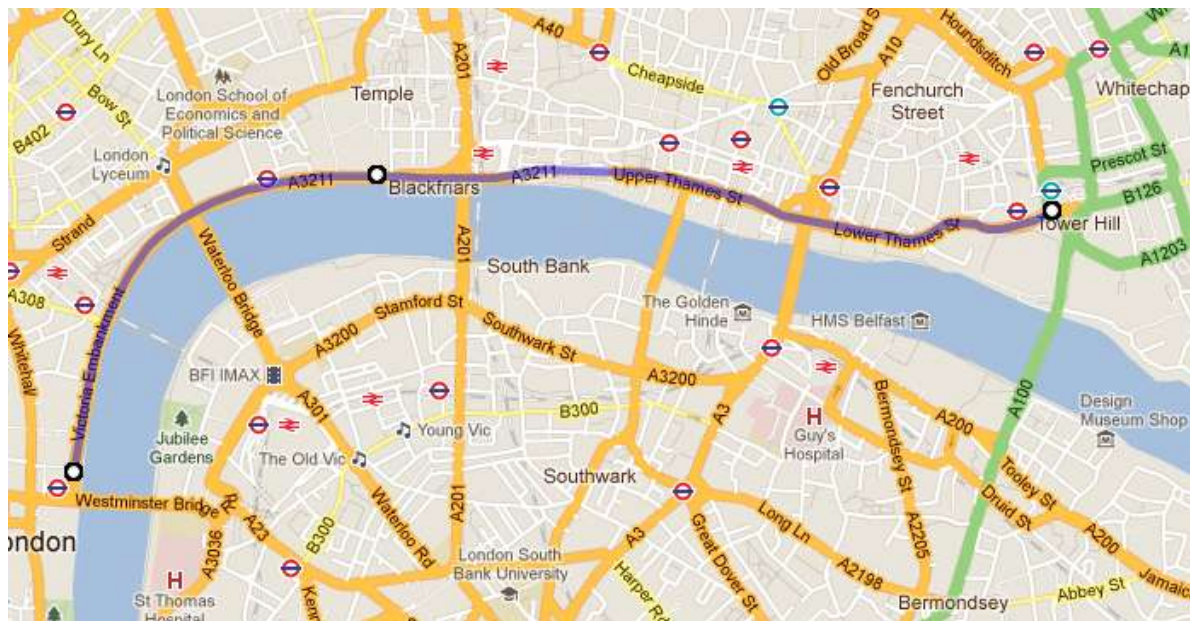 Drury Ln
A40
A201
Old Broad S
A10
Houndsditch
W
A1
Cheapside
Whitechap
Bow St
London School of
Economics and
Political Science
Temple
Fenchurch
Street
B402
London
Lyceum
Prescot St
B126
A3211
Blackfriars
A3211
Upper Thames St
Lower Thames St
Tower Hill
A1203
Strand
Waterloo Bridge
A201
South Bank
A308
Victoria Embankment
Stamford St
The Golden
Hinde
HMS Belfast
Whitehall
A3200
Southwark St
BFI IMAX
A3200
A100
A301
B300
A3
Bermondsey St
A200
Design
Museum Shop
Jubilee
Gardens
Young Vic
H
Guy's
Hospital
The Old Vic
Southwark
Tooley St
Westminster Bridge Rd
A201
Druid St
A23
B300
Waterloo Rd
A3
Great Dover St
Long Ln
A2205
A200
ondon
A3036
London South
Bank University
A2198
Jamaic
H
St Thomas
Hospital
Kenn
Harper Rd
Bermondsey
Abbey St